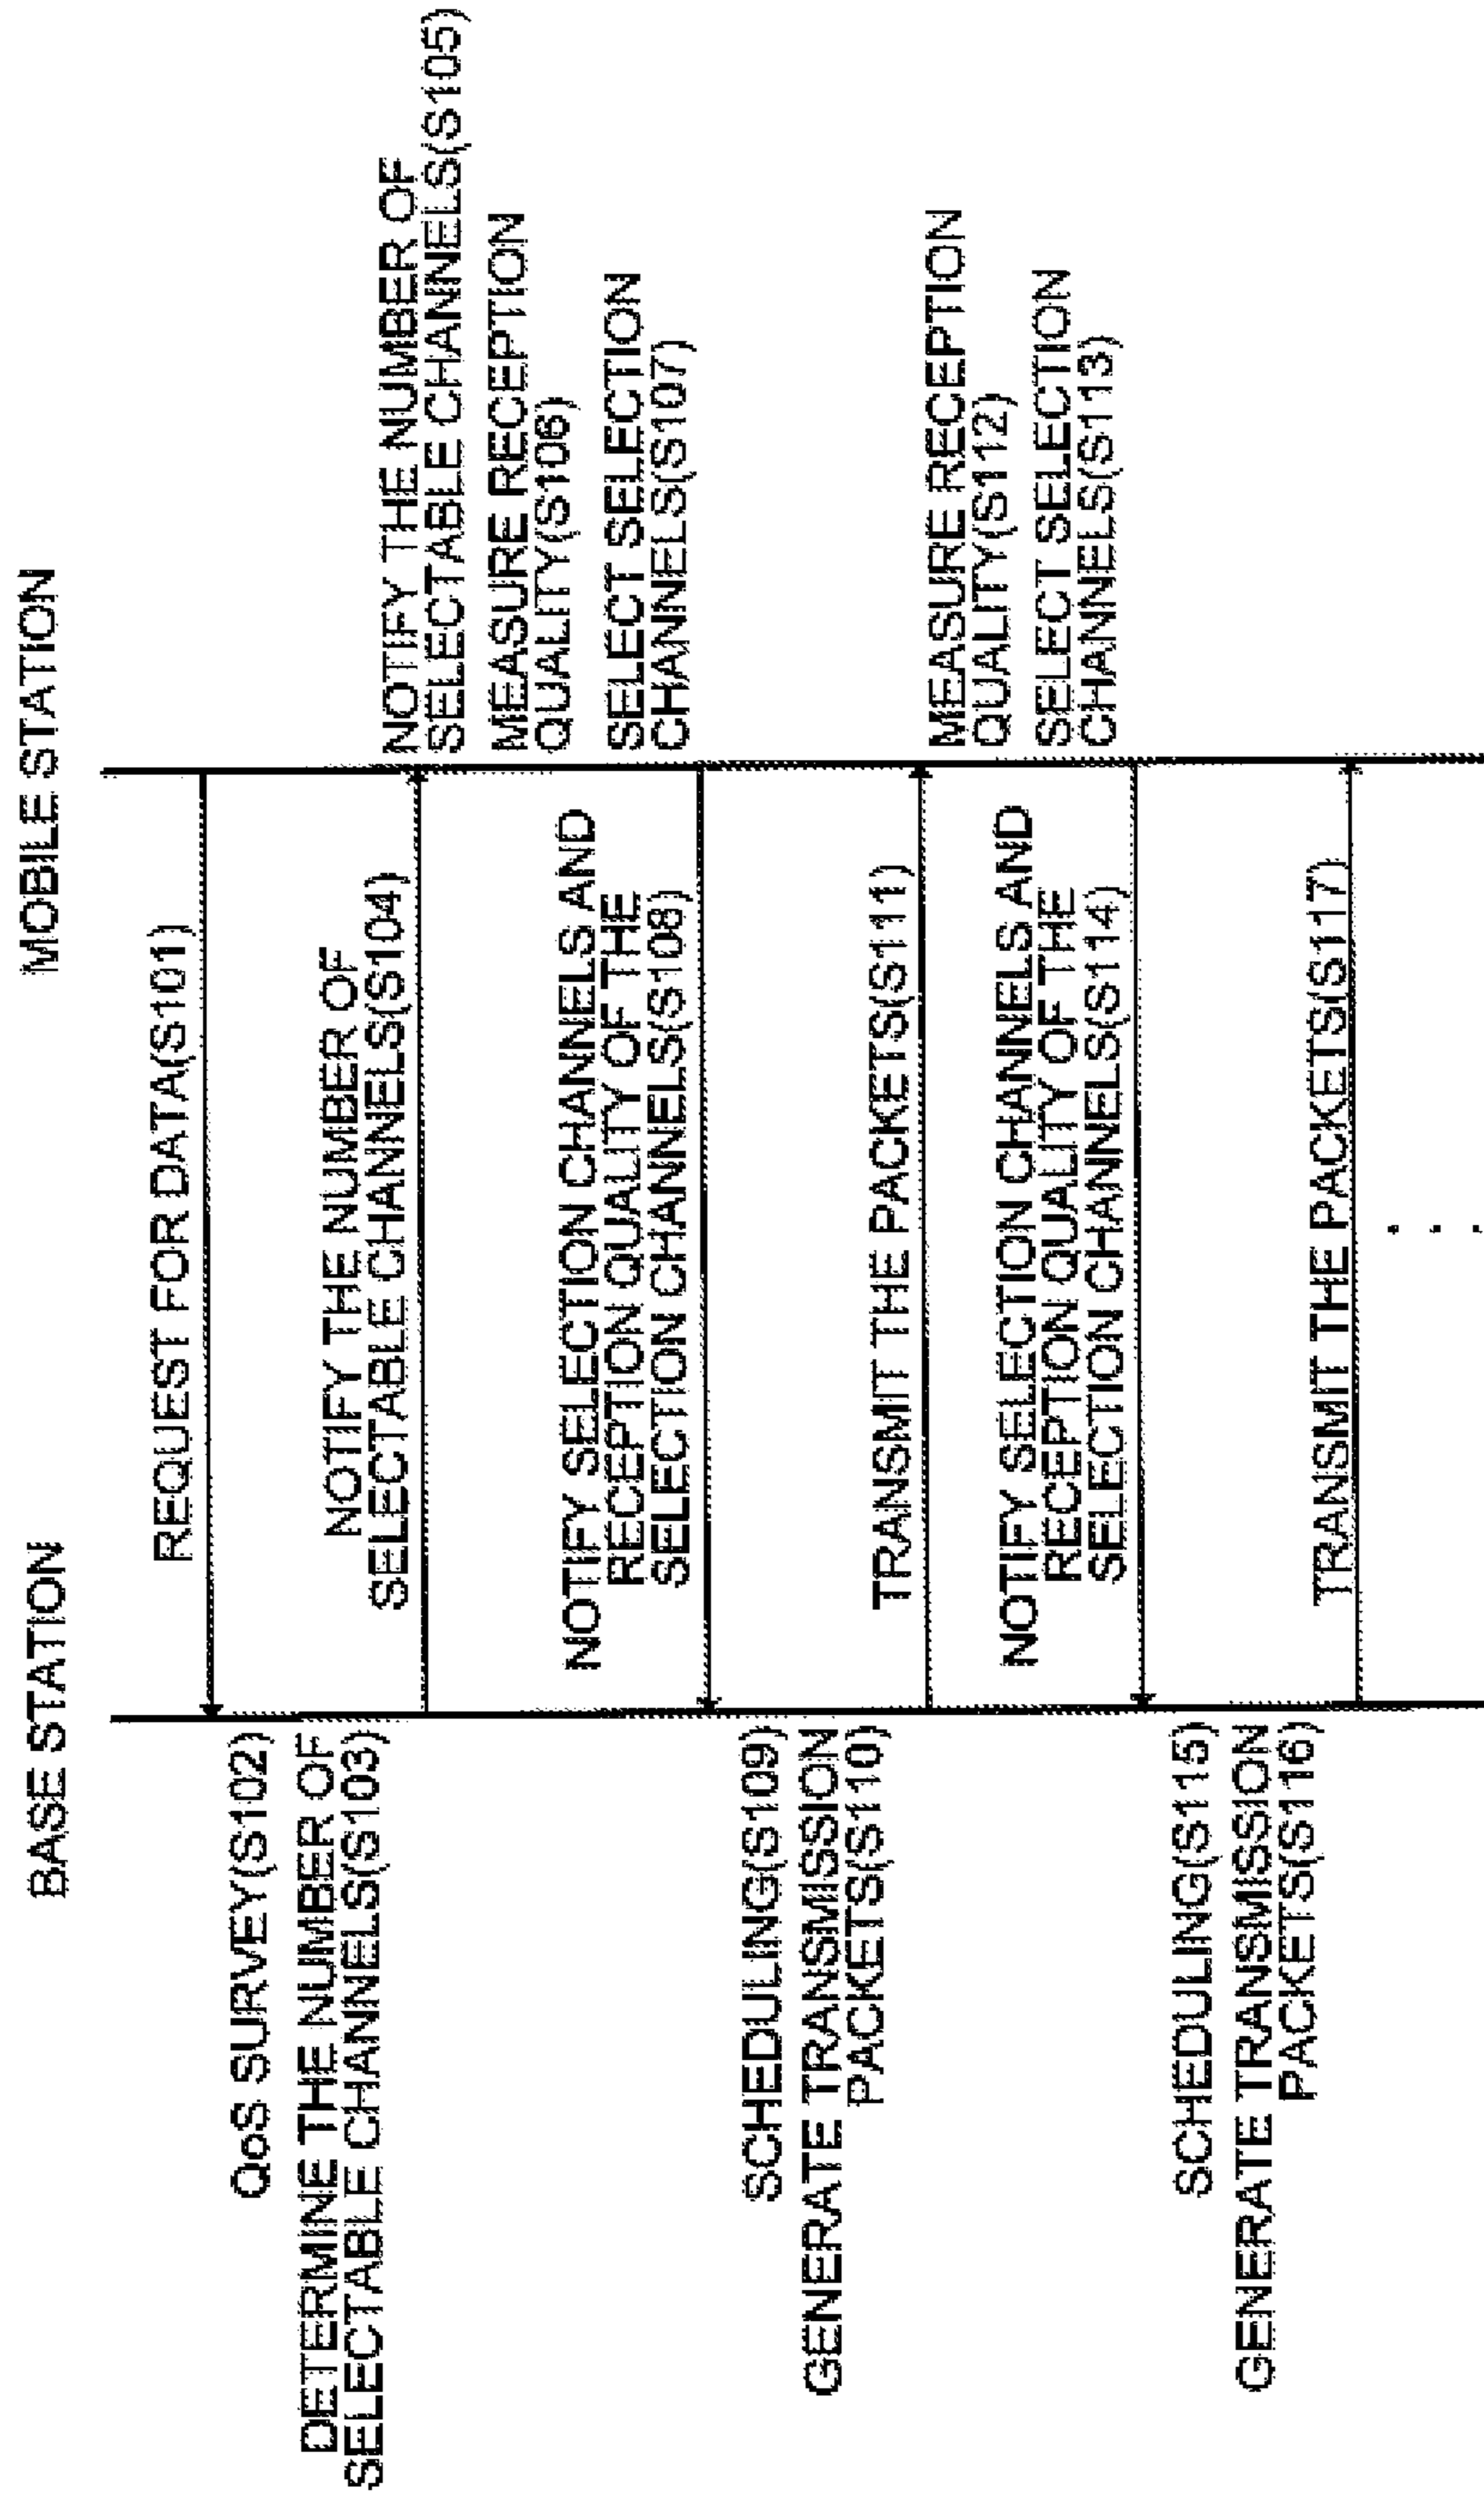 BASE STATION
MOBILE STATION
REQUEST FOR DATA(S101)
QoS SURVEY(S102)
DETERMINE THE NUMBER OF
SELECTABLE CHANNELS(S103)
NOTIFY THE NUMBER OF
SELECTABLE CHANNELS(S104)
NOTIFY THE NUMBER OF
SELECTABLE CHANNELS(S105)
MEASURE RECEPTION
QUALITY(S106)
SELECT SELECTION
CHANNELS(S107)
NOTIFY SELECTION CHANNELS AND
RECEPTION QUALITY OF THE
SELECTION CHANNELS(S108)
SCHEDULING(S109)
GENERATE TRANSMISSION
PACKETS(S110)
TRANSMIT THE PACKETS(S111)
MEASURE RECEPTION
QUALITY(S112)
SELECT SELECTION
CHANNELS(S113)
NOTIFY SELECTION CHANNELS AND
RECEPTION QUALITY OF THE
SELECTION CHANNELS(S114)
SCHEDULING(S115)
GENERATE TRANSMISSION
PACKETS(S116)
TRANSMIT THE PACKETS(S117)